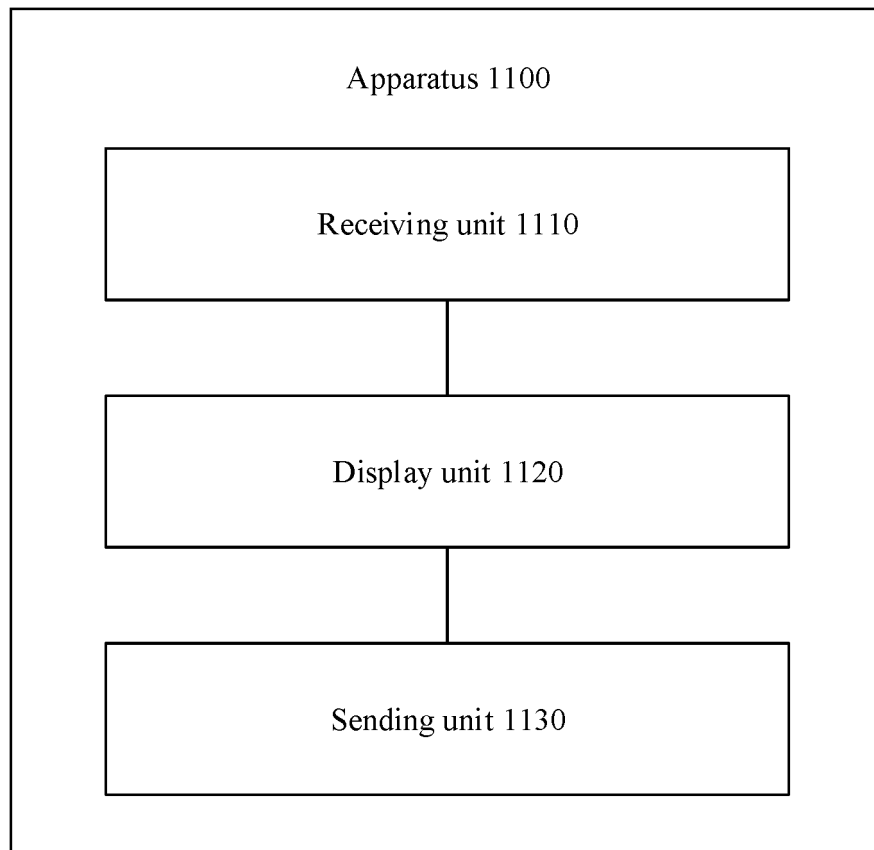 Apparatus 1100
Receiving unit 1110
Display unit 1120
Sending unit 1130